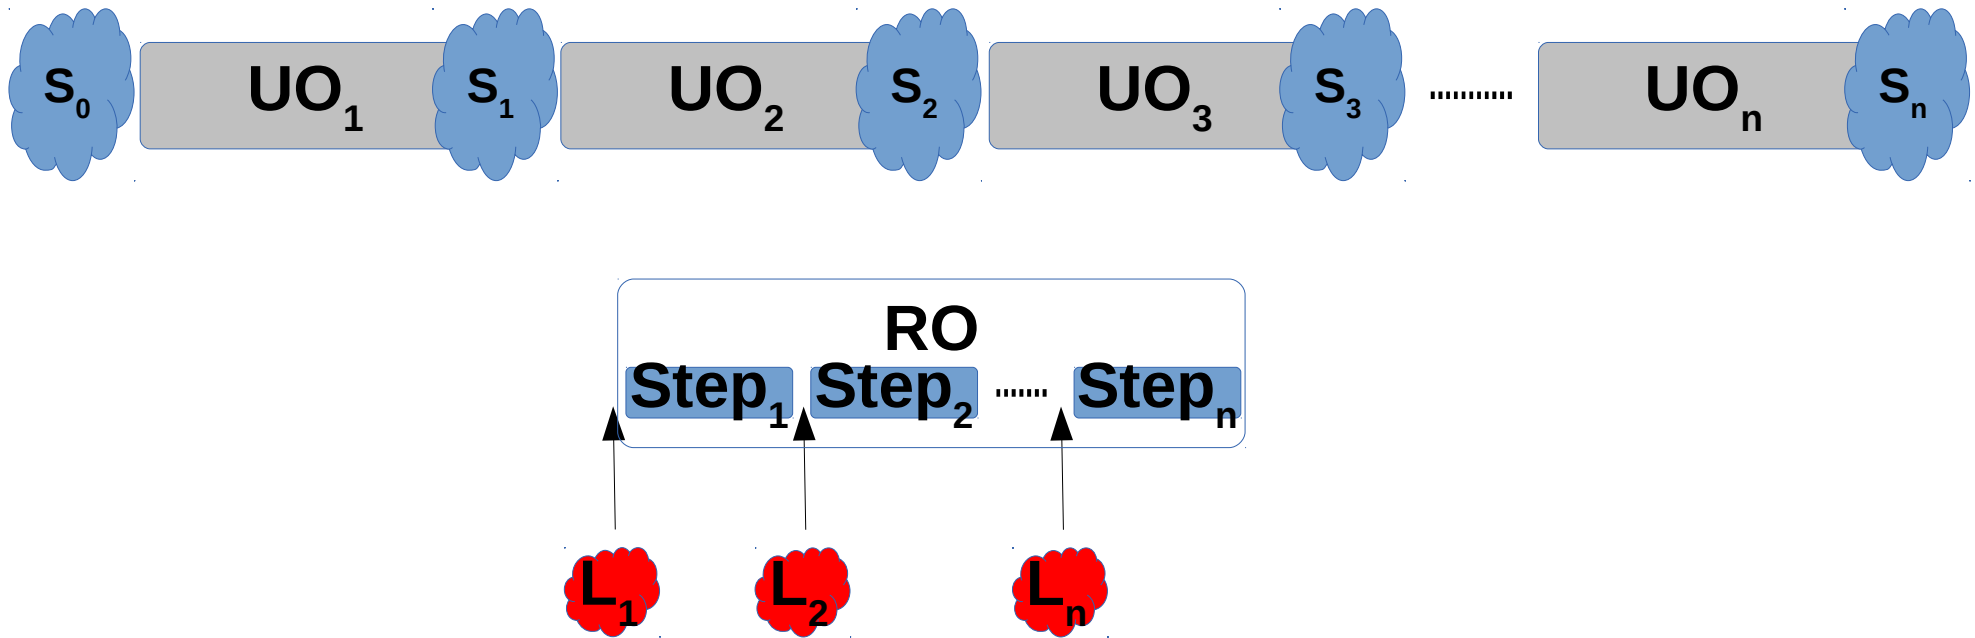 S0 UO1 S1 UO2 S2 UO3 S3 ........... UOn Sn
RO
Step1 Step2 ....... Stepn
L1 L2 Ln